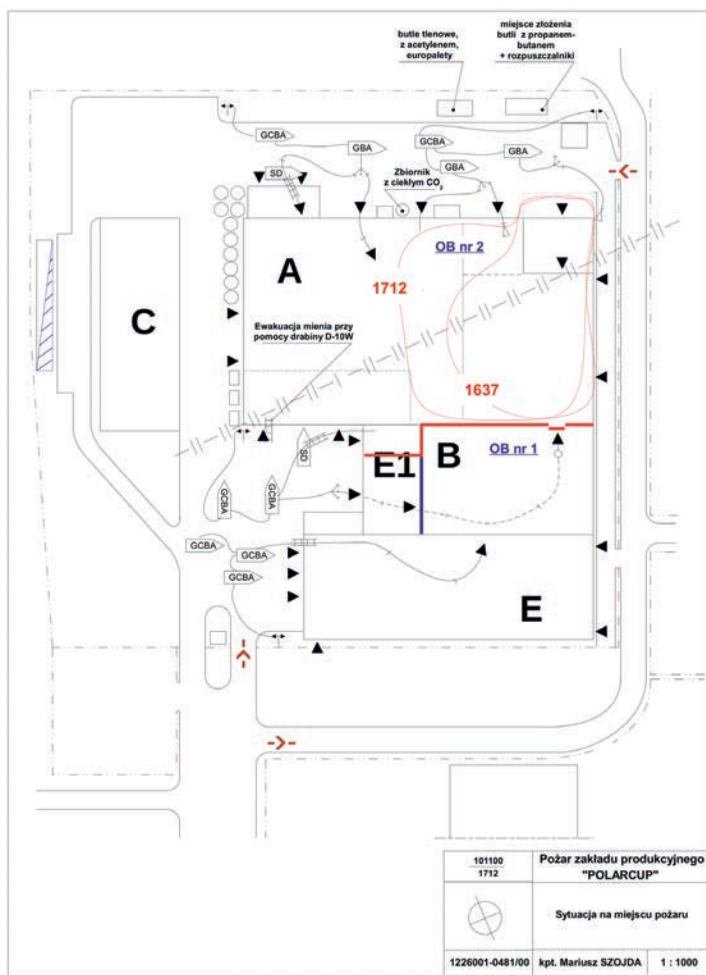 butle tlenowe,
z acetylenem,
europalety
miejsce złożenia
butli z propanem-
butanem
+ rozpuszczalniki
GCBA
GBA
GCBA
GBA
GBA
SD
Zbiornik
z ciekłym CO2
OB nr 2
A
1712
C
Ewakuacja mienia przy
pomocy drabiny D-10W
1637
SD
E1
B
OB nr 1
GCBA
GCBA
GCBA
GCBA
GCBA
E
101100
1712
Pożar zakładu produkcyjnego
"POLARCUP"
Sytuacja na miejscu pożaru
1226001-0481/00
kpt. Mariusz SZOJDA
1 : 1000